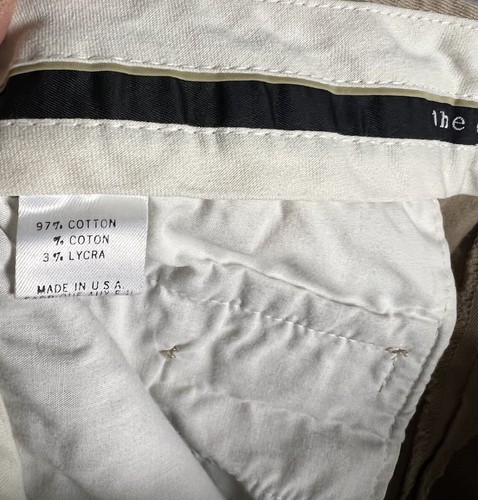 the
97% COTTON
% COTON
3% LYCRA
MADE IN U.S.A.